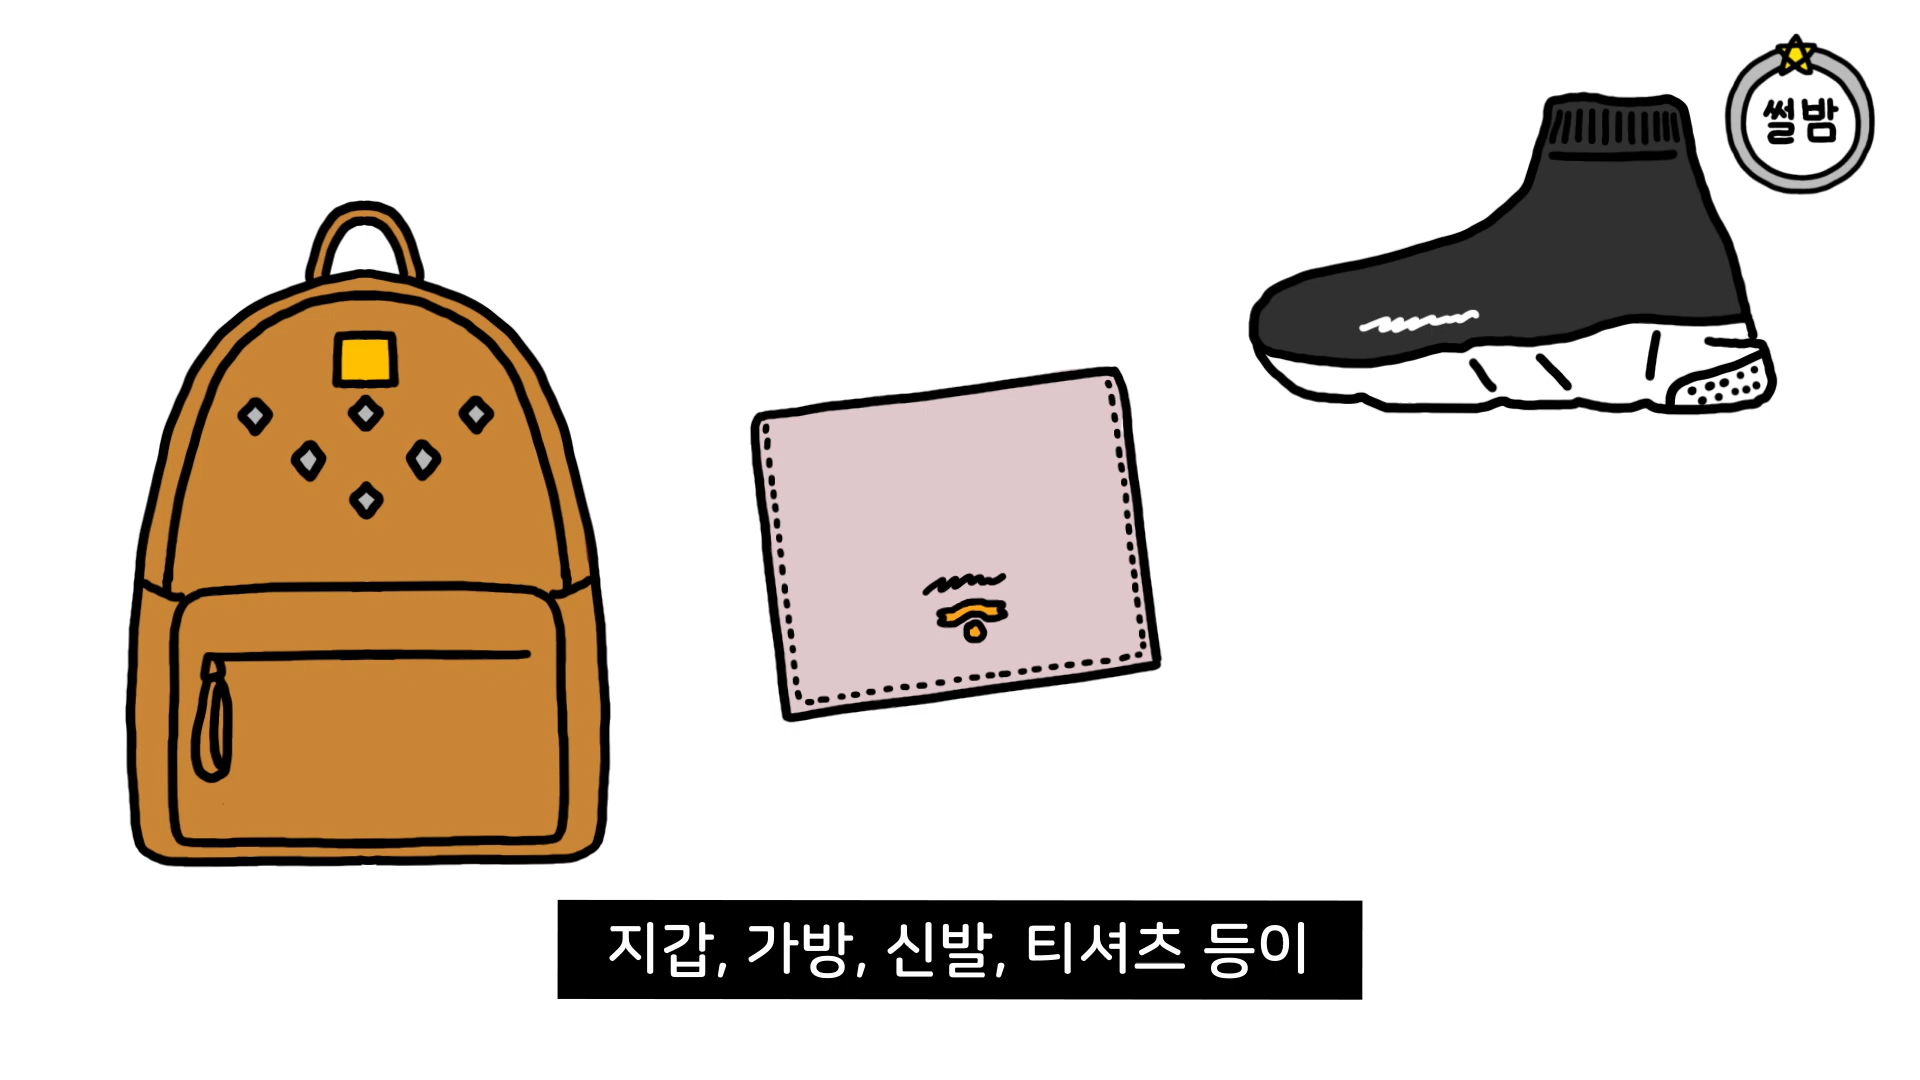 썰밤
지갑, 가방, 신발, 티셔츠 등이